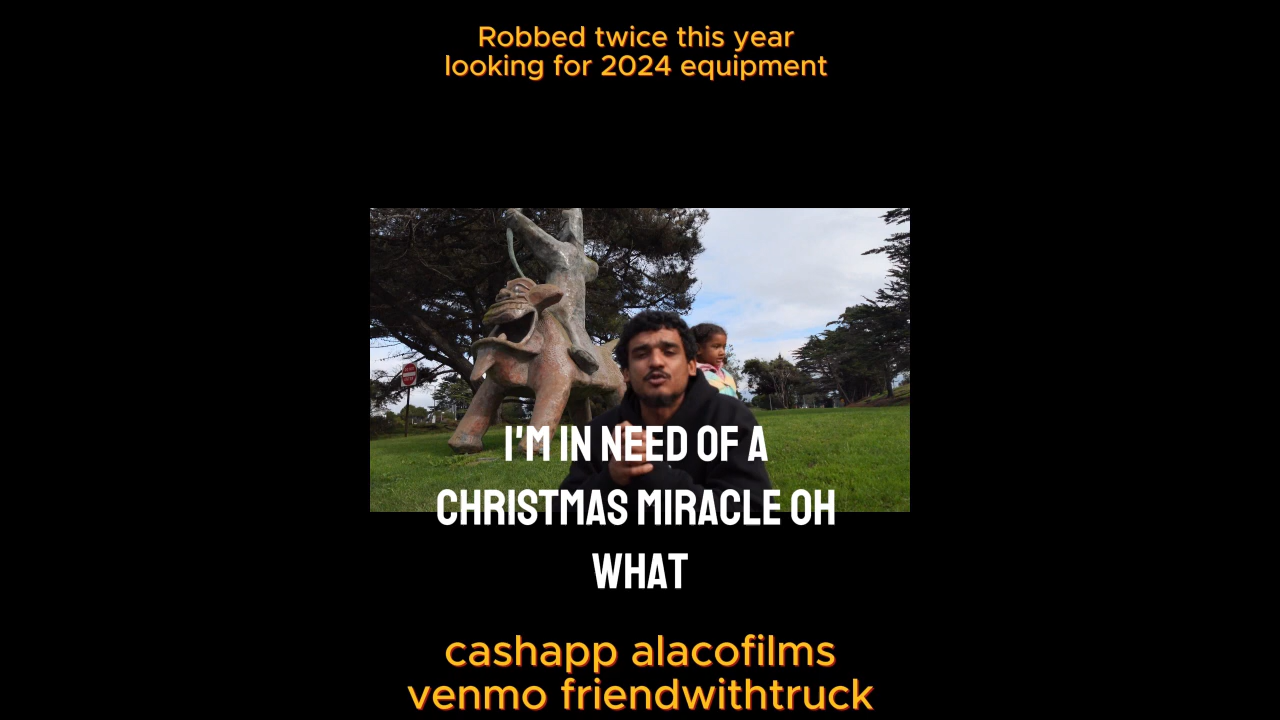 Robbed twice this year
looking for 2024 equipment
I'M IN NEED OF A
CHRISTMAS MIRACLE OH
WHAT
cashapp alacofilms
venmo friendwithtruck